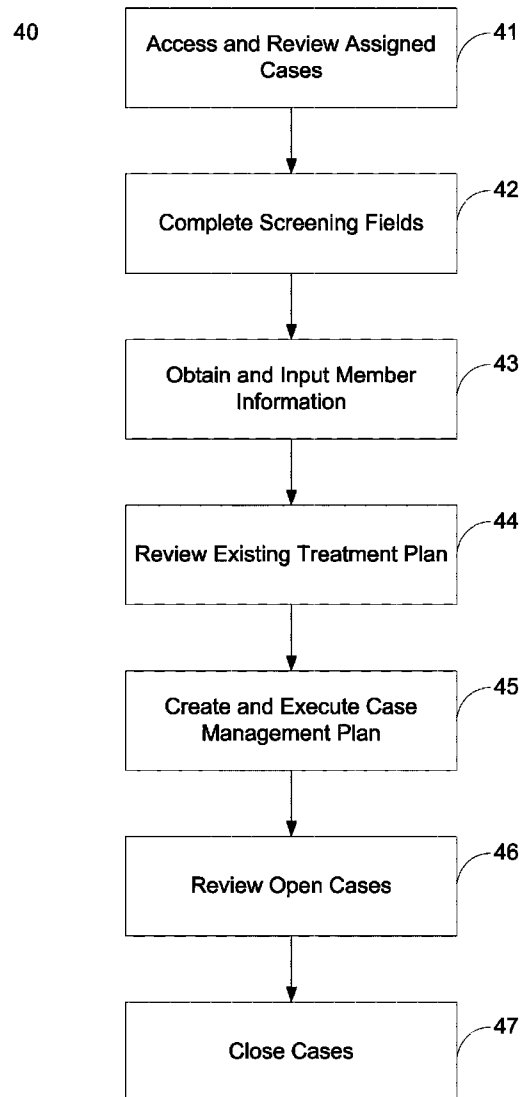 40
Access and Review Assigned
Cases
41
Complete Screening Fields
42
Obtain and Input Member
Information
43
Review Existing Treatment Plan
44
Create and Execute Case
Management Plan
45
Review Open Cases
46
Close Cases
47